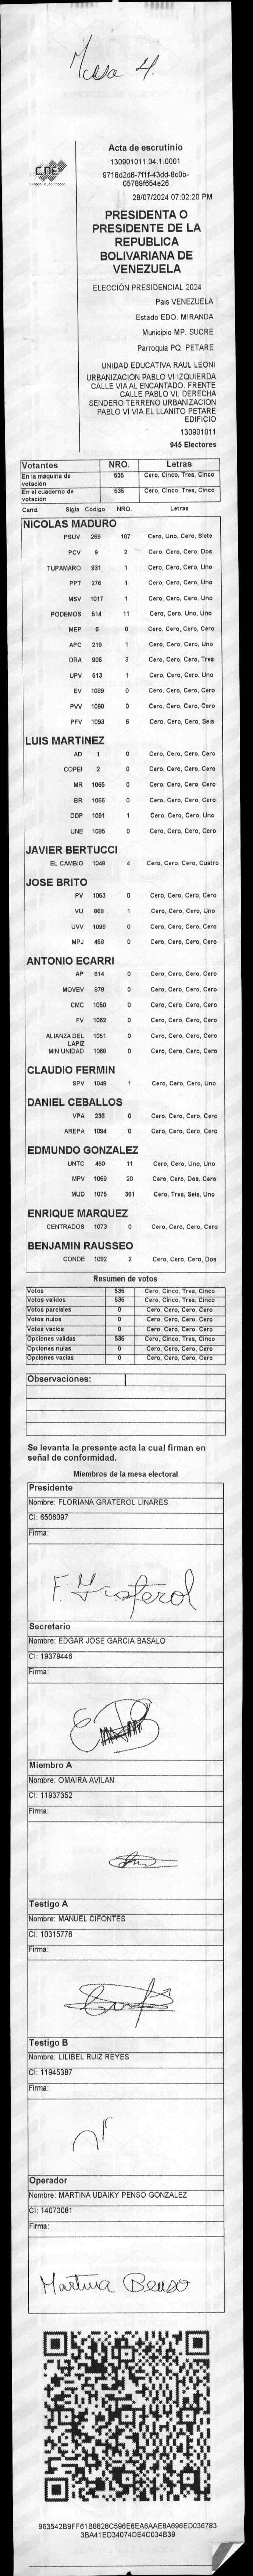 Mesa 4.
CNE
Acta de escrutinio
130901011.04.1.0001
9718d2d8-7f1f-43dd-8c0b-
05789f654e26
28/07/2024 07:02:20 PM
PRESIDENTA O
PRESIDENTE DE LA
REPUBLICA
BOLIVARIANA DE
VENEZUELA
ELECCIÓN PRESIDENCIAL 2024
Pais VENEZUELA
Estado EDO. MIRANDA
Municipio MP. SUCRE
Parroquia PQ. PETARE
UNIDAD EDUCATIVA RAUL LEONI
URBANIZACIÓN PABLO VI IZQUIERDA
CALLE VIA AL ENCANTADO. FRENTE
CALLE PABLO VI. DERECHA
SENDERO TERRENO URBANIZACIÓN
PABLO VI VIA EL LLANITO PETARE
EDIFICIO
130901011
945 Electores
Votantes NRO. Letras
En la máquina de votación 535 Cero, Cinco, Tres, Cinco
En el cuaderno de votación 535 Cero, Cinco, Tres, Cinco
Cand. Sigla Código NRO. Letras
NICOLAS MADURO
PSUV 269 107 Cero, Uno, Cero, Siete
PCV 9 2 Cero, Cero, Cero, Dos
TUPAMARO 931 1 Cero, Cero, Cero, Uno
PPT 276 1 Cero, Cero, Cero, Uno
MSV 1017 1 Cero, Cero, Cero, Uno
PODEMOS 514 11 Cero, Cero, Uno, Uno
MEP 6 0 Cero, Cero, Cero, Cero
APC 219 1 Cero, Cero, Cero, Uno
ORA 906 3 Cero, Cero, Cero, Tres
UPV 513 1 Cero, Cero, Cero, Uno
EV 1089 0 Cero, Cero, Cero, Cero
PVV 1090 0 Cero, Cero, Cero, Cero
PFV 1093 6 Cero, Cero, Cero, Seis
LUIS MARTINEZ
AD 1 0 Cero, Cero, Cero, Cero
COPEI 2 0 Cero, Cero, Cero, Cero
MR 1065 0 Cero, Cero, Cero, Cero
BR 1066 0 Cero, Cero, Cero, Cero
DDP 1091 1 Cero, Cero, Cero, Uno
UNE 1095 0 Cero, Cero, Cero, Cero
JAVIER BERTUCCI
EL CAMBIO 1048 4 Cero, Cero, Cero, Cuatro
JOSE BRITO
PV 1053 0 Cero, Cero, Cero, Cero
VU 868 1 Cero, Cero, Cero, Uno
UVV 1096 0 Cero, Cero, Cero, Cero
MPJ 458 0 Cero, Cero, Cero, Cero
ANTONIO ECARRI
AP 814 0 Cero, Cero, Cero, Cero
MOVEV 878 0 Cero, Cero, Cero, Cero
CMC 1050 0 Cero, Cero, Cero, Cero
FV 1062 0 Cero, Cero, Cero, Cero
ALIANZA DEL LAPIZ 1051 0 Cero, Cero, Cero, Cero
MIN UNIDAD 1068 0 Cero, Cero, Cero, Cero
CLAUDIO FERMIN
SPV 1049 1 Cero, Cero, Cero, Uno
DANIEL CEBALLOS
VPA 236 0 Cero, Cero, Cero, Cero
AREPA 1094 0 Cero, Cero, Cero, Cero
EDMUNDO GONZALEZ
UNTC 460 11 Cero, Cero, Uno, Uno
MPV 1069 20 Cero, Cero, Dos, Cero
MUD 1075 361 Cero, Tres, Seis, Uno
ENRIQUE MARQUEZ
CENTRADOS 1073 0 Cero, Cero, Cero, Cero
BENJAMIN RAUSSEO
CONDE 1092 2 Cero, Cero, Cero, Dos
Resumen de votos
Votos 535 Cero, Cinco, Tres, Cinco
Votos validos 535 Cero, Cinco, Tres, Cinco
Votos parciales 0 Cero, Cero, Cero, Cero
Votos nulos 0 Cero, Cero, Cero, Cero
Votos vacios 0 Cero, Cero, Cero, Cero
Opciones validas 535 Cero, Cinco, Tres, Cinco
Opciones nulas 0 Cero, Cero, Cero, Cero
Opciones vacias 0 Cero, Cero, Cero, Cero
Observaciones:
Se levanta la presente acta la cual firman en
señal de conformidad.
Miembros de la mesa electoral
Presidente
Nombre: FLORIANA GRATEROL LINARES
CI: 6506097
Firma:
F. Graterol
Secretario
Nombre: EDGAR JOSE GARCIA BASALO
CI: 19379446
Firma:
Miembro A
Nombre: OMAIRA AVILAN
CI: 11937352
Firma:
Testigo A
Nombre: MANUEL CIFONTES
CI: 10315778
Firma:
Testigo B
Nombre: LILIBEL RUIZ REYES
CI: 11945387
Firma:
Operador
Nombre: MARTINA UDAIKY PENSO GONZALEZ
CI: 14073081
Firma:
Martina Penso
963542B9FF61B8828C596E6EA6AAEBA696ED036783
3BA41ED34074DE4C034B39